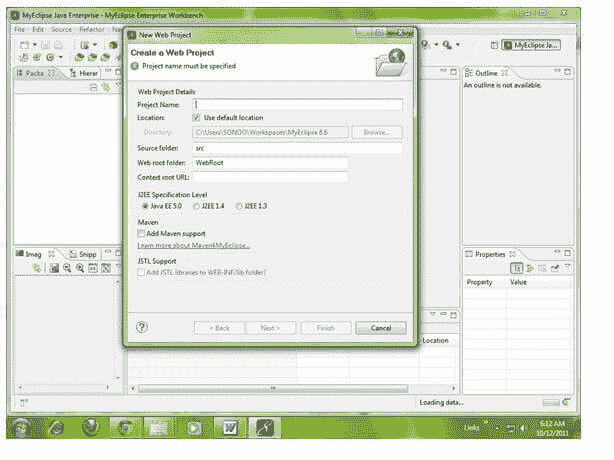 MyEclipse Java Enterprise - MyEclipse Enterprise Workbench
File Edit Source Refactor
New Web Project
MyEclipse Ja...
Create a Web Project
Project name must be specified
Packa
Hierar
Outline
An outline is not available.
Web Project Details
Project Name:
Location:
Use default location
Directory:
C:\Users\SONOO\Workspaces\MyEclipse 8.6
Browse...
Source folder:
src
Web root folder:
WebRoot
Context root URL:
J2EE Specification Level
Java EE 5.0
J2EE 1.4
J2EE 1.3
Maven
Add Maven support
Learn more about Maven4MyEclipse...
JSTL Support
Add JSTL libraries to WEB-INF/lib folder?
Imag
Snipp
Properties
Property
Value
< Back
Next >
Finish
Cancel
Location
Loading data...
Links
6:12 AM
10/12/2011